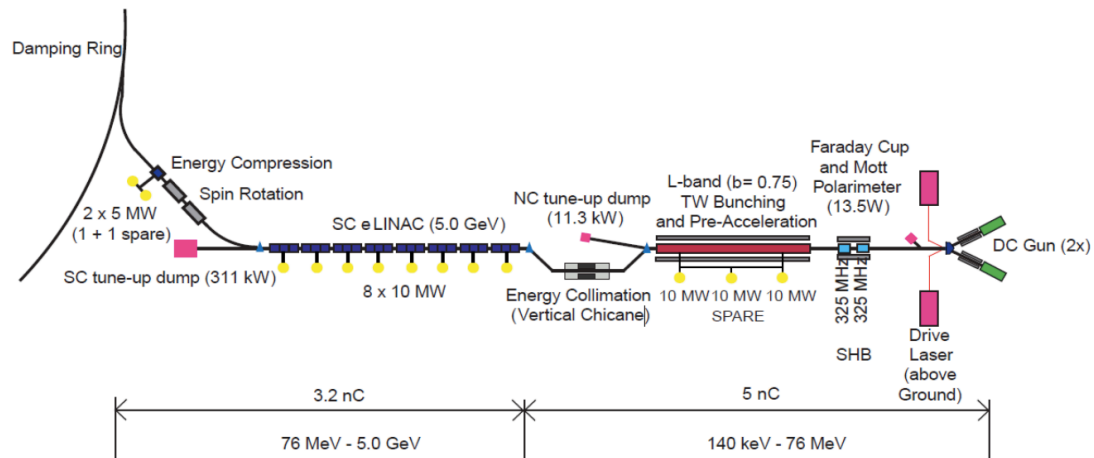 Damping Ring
Energy Compression
Spin Rotation
2 x 5 MW
(1 + 1 spare)
SC tune-up dump (311 kW)
SC e LINAC (5.0 GeV)
8 x 10 MW
NC tune-up dump
(11.3 kW)
Energy Collimation
(Vertical Chicane)
L-band (b= 0.75)
TW Bunching
and Pre-Acceleration
10 MW 10 MW 10 MW
SPARE
Faraday Cup
and Mott
Polarimeter
(13.5W)
325 MHz
325 MHz
SHB
DC Gun (2x)
Drive
Laser
(above
Ground)
3.2 nC
5 nC
76 MeV - 5.0 GeV
140 keV - 76 MeV